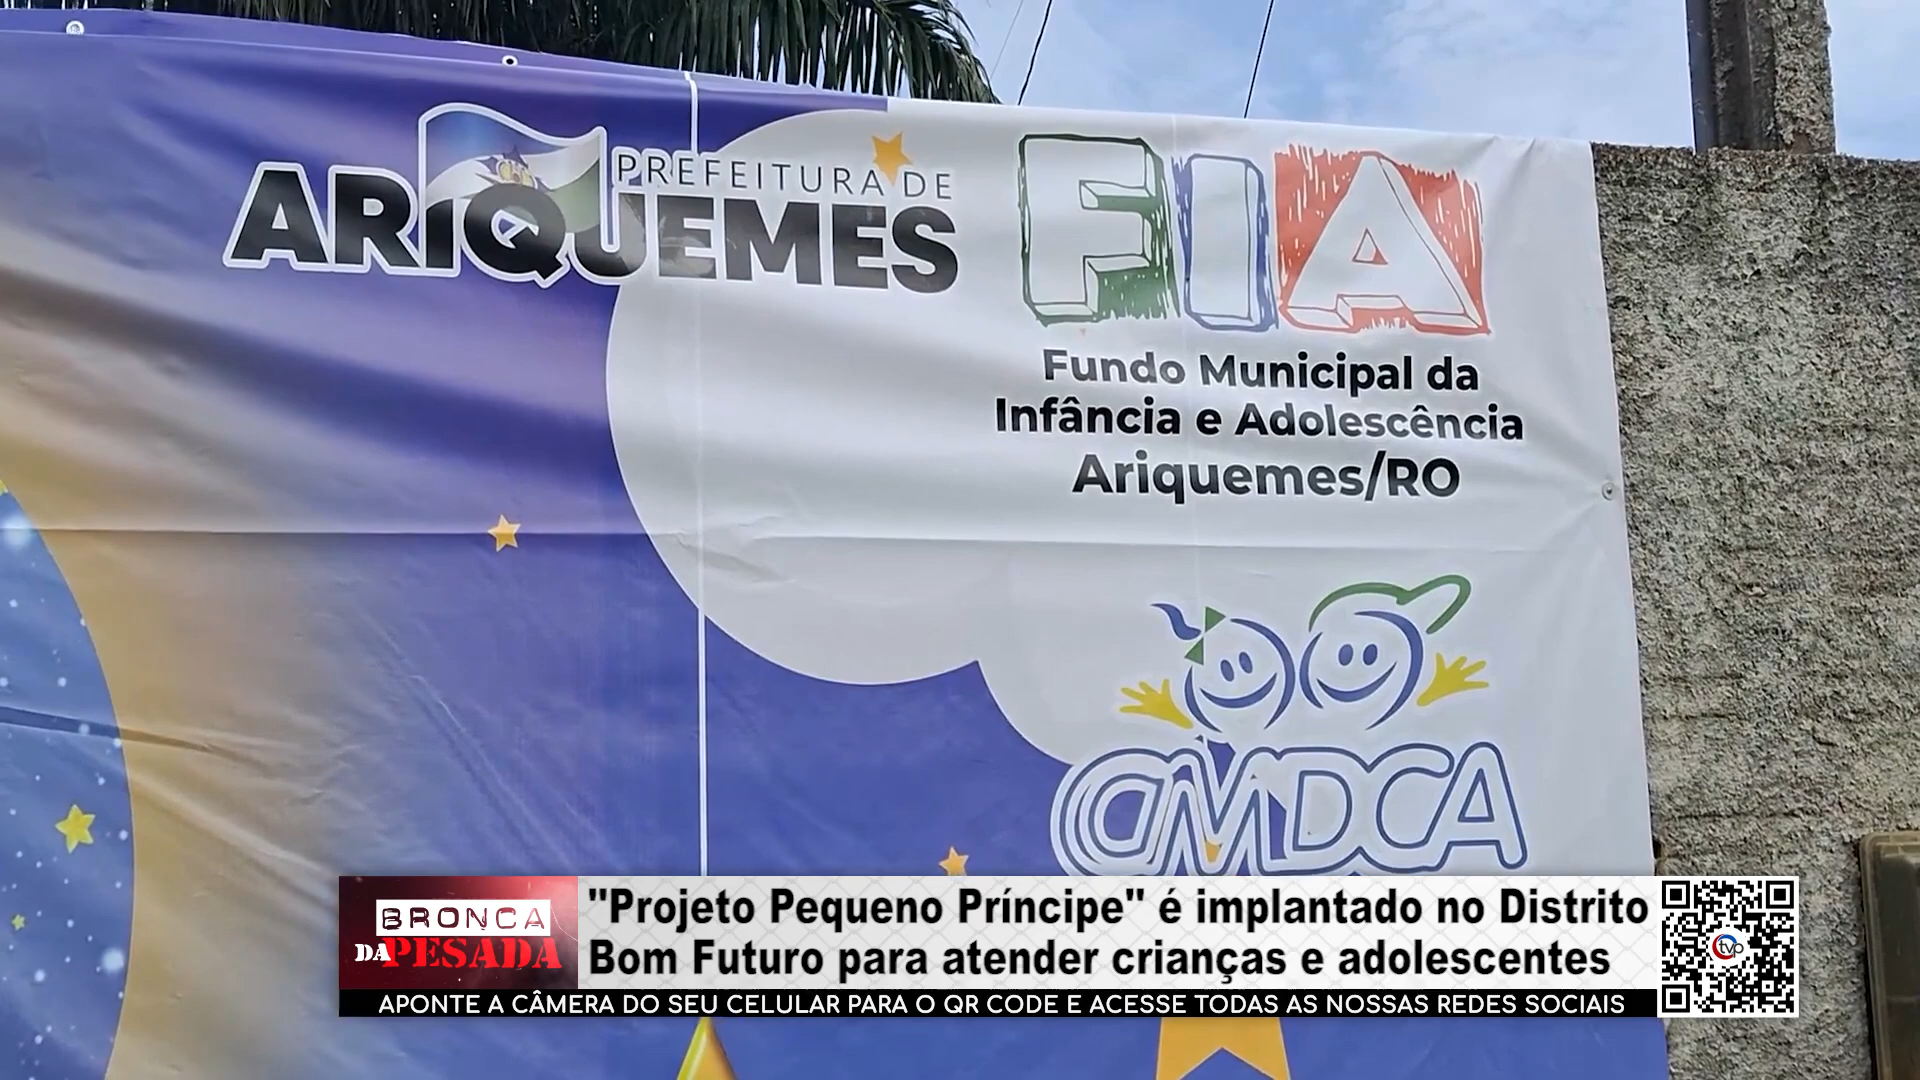 PREFEITURA DE
ARIQUEMES
FIA
Fundo Municipal da
Infância e Adolescência
Ariquemes/RO
CMDCA
BRONCA
DA PESADA
"Projeto Pequeno Príncipe" é implantado no Distrito
Bom Futuro para atender crianças e adolescentes
tvp
APONTE A CÂMERA DO SEU CELULAR PARA O QR CODE E ACESSE TODAS AS NOSSAS REDES SOCIAIS